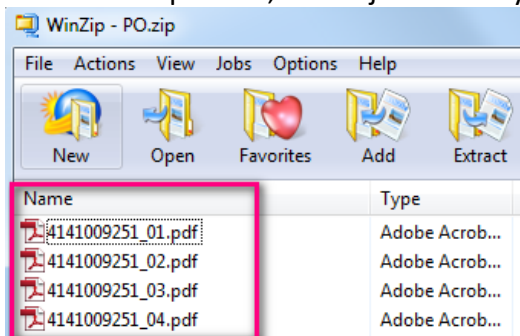 WinZip - PO.zip
File Actions View Jobs Options Help
New Open Favorites Add Extract
Name Type
4141009251_01.pdf Adobe Acrob...
4141009251_02.pdf Adobe Acrob...
4141009251_03.pdf Adobe Acrob...
4141009251_04.pdf Adobe Acrob...